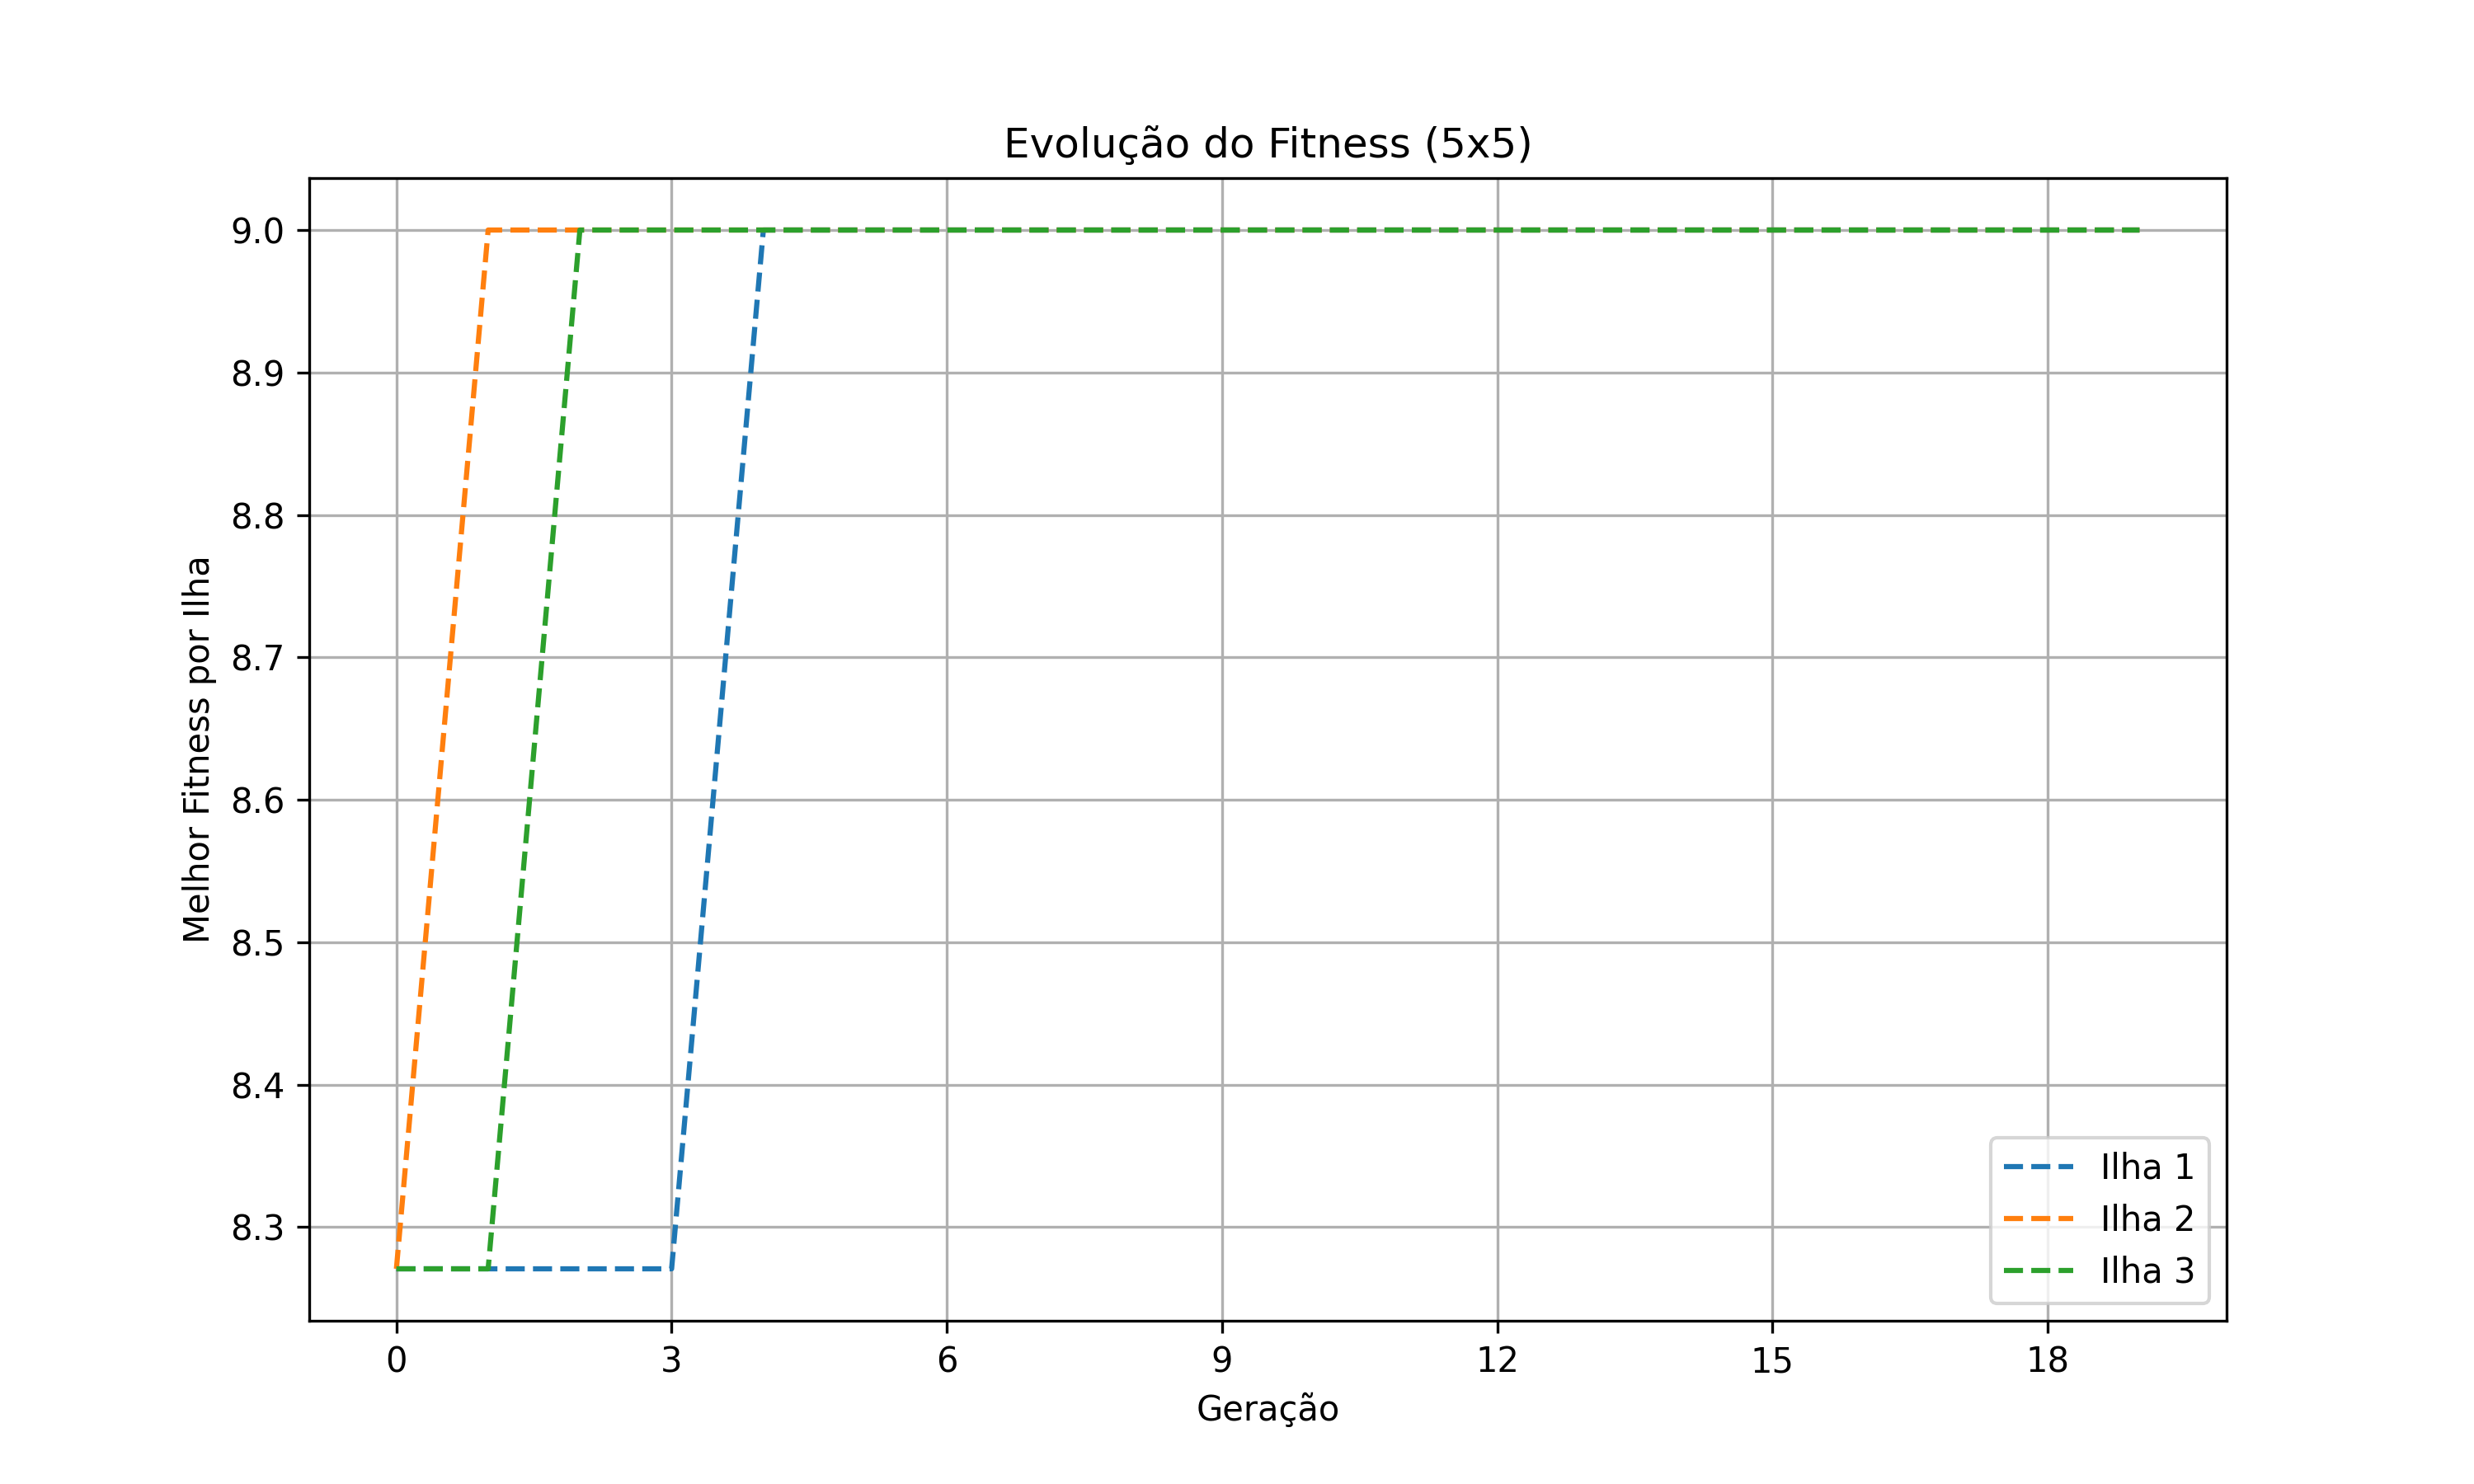 Evolução do Fitness (5x5)
Melhor Fitness por Ilha
9.0
8.9
8.8
8.7
8.6
8.5
8.4
8.3
0 3 6 9 12 15 18
Geração
Ilha 1
Ilha 2
Ilha 3